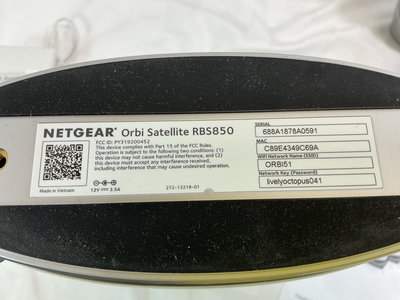 NETGEAR Orbi Satellite RBS850
FCC ID: PY319200452
This device complies with Part 15 of the FCC Rules.
Operation is subject to the following two conditions: (1)
this device may not cause harmful interference, and (2)
this device must accept any interference received,
including interference that may cause undesired operation.
Made in Vietnam
12V 3.5A
272-13218-01
SERIAL
688A1878A0591
MAC
C89E4349C69A
WiFi Network Name (SSID)
ORBI51
Network Key (Password)
livelyoctopus041